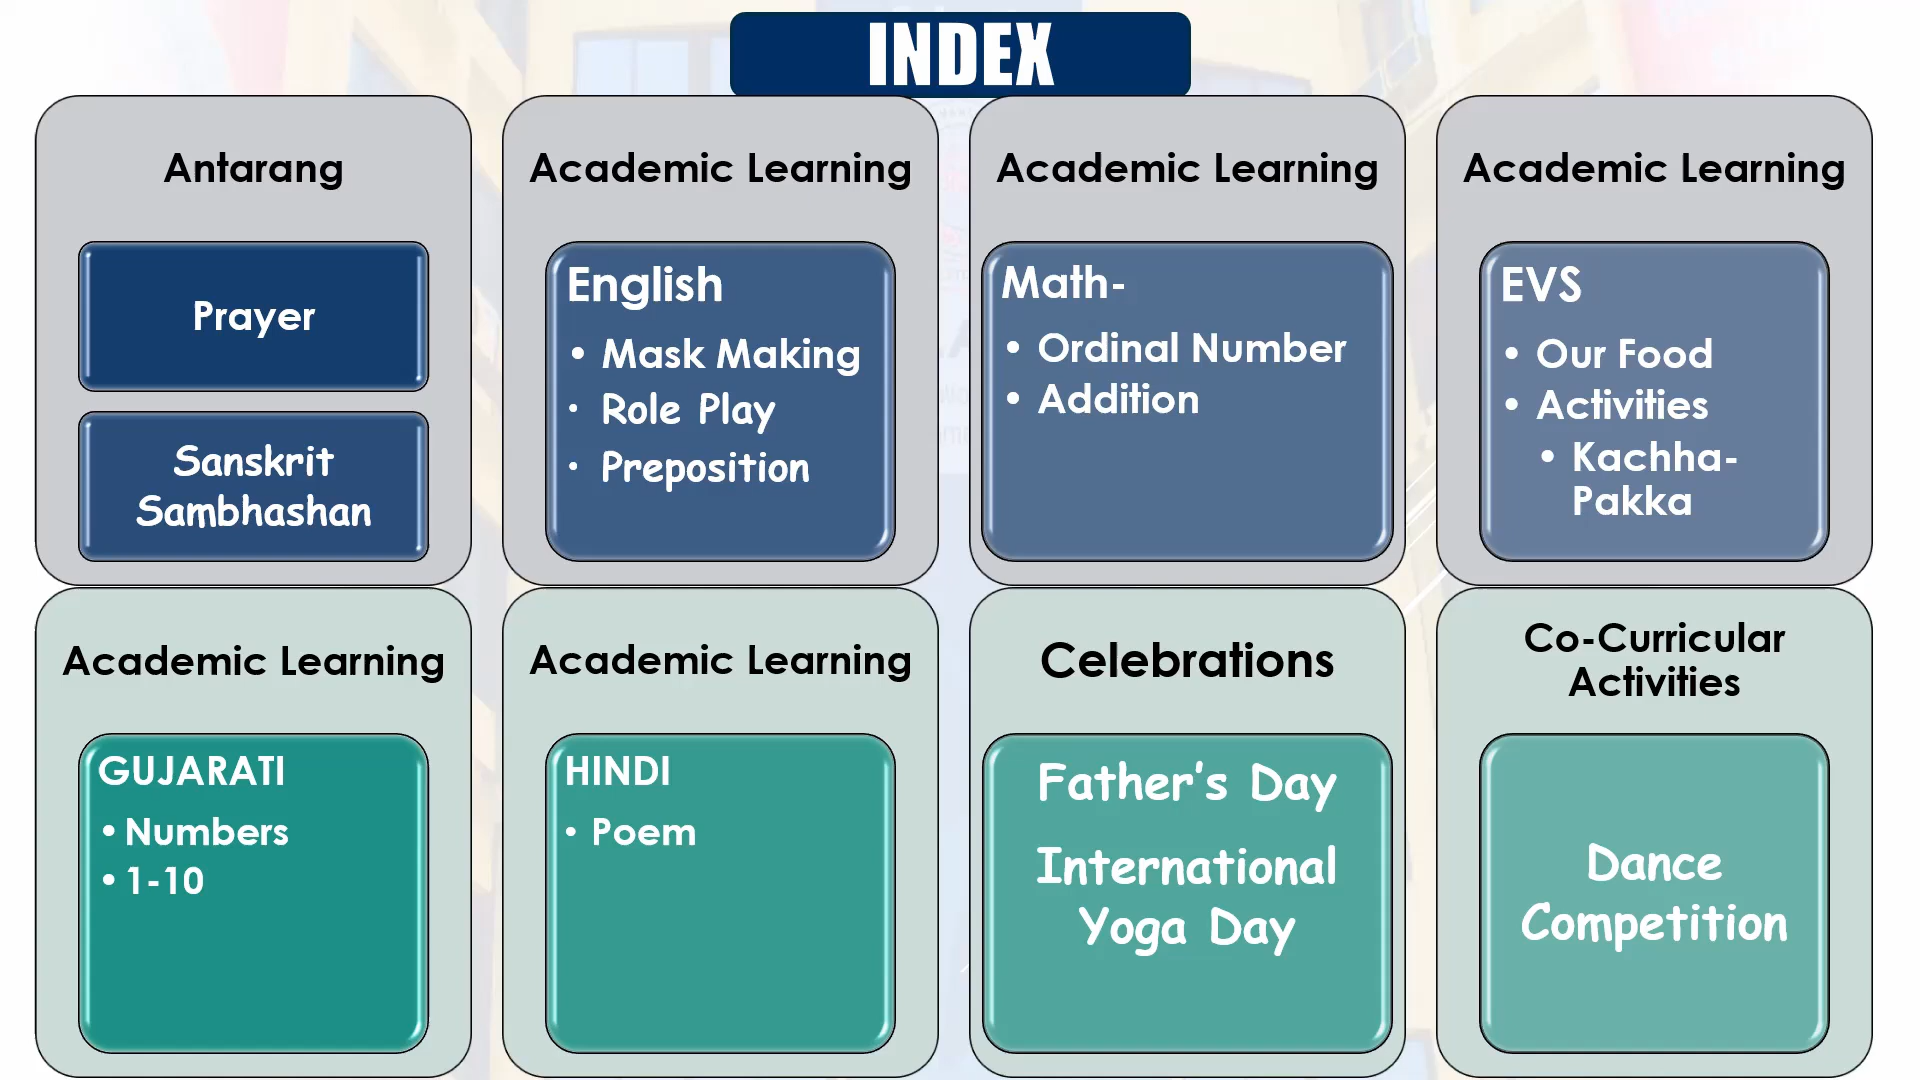 INDEX
Antarang
Prayer
Sanskrit
Sambhashan
Academic Learning
English
• Mask Making
• Role Play
• Preposition
Academic Learning
Math-
• Ordinal Number
• Addition
Academic Learning
EVS
• Our Food
• Activities
• Kachha-
Pakka
Academic Learning
GUJARATI
• Numbers
• 1-10
Academic Learning
HINDI
• Poem
Celebrations
Father's Day
International
Yoga Day
Co-Curricular
Activities
Dance
Competition